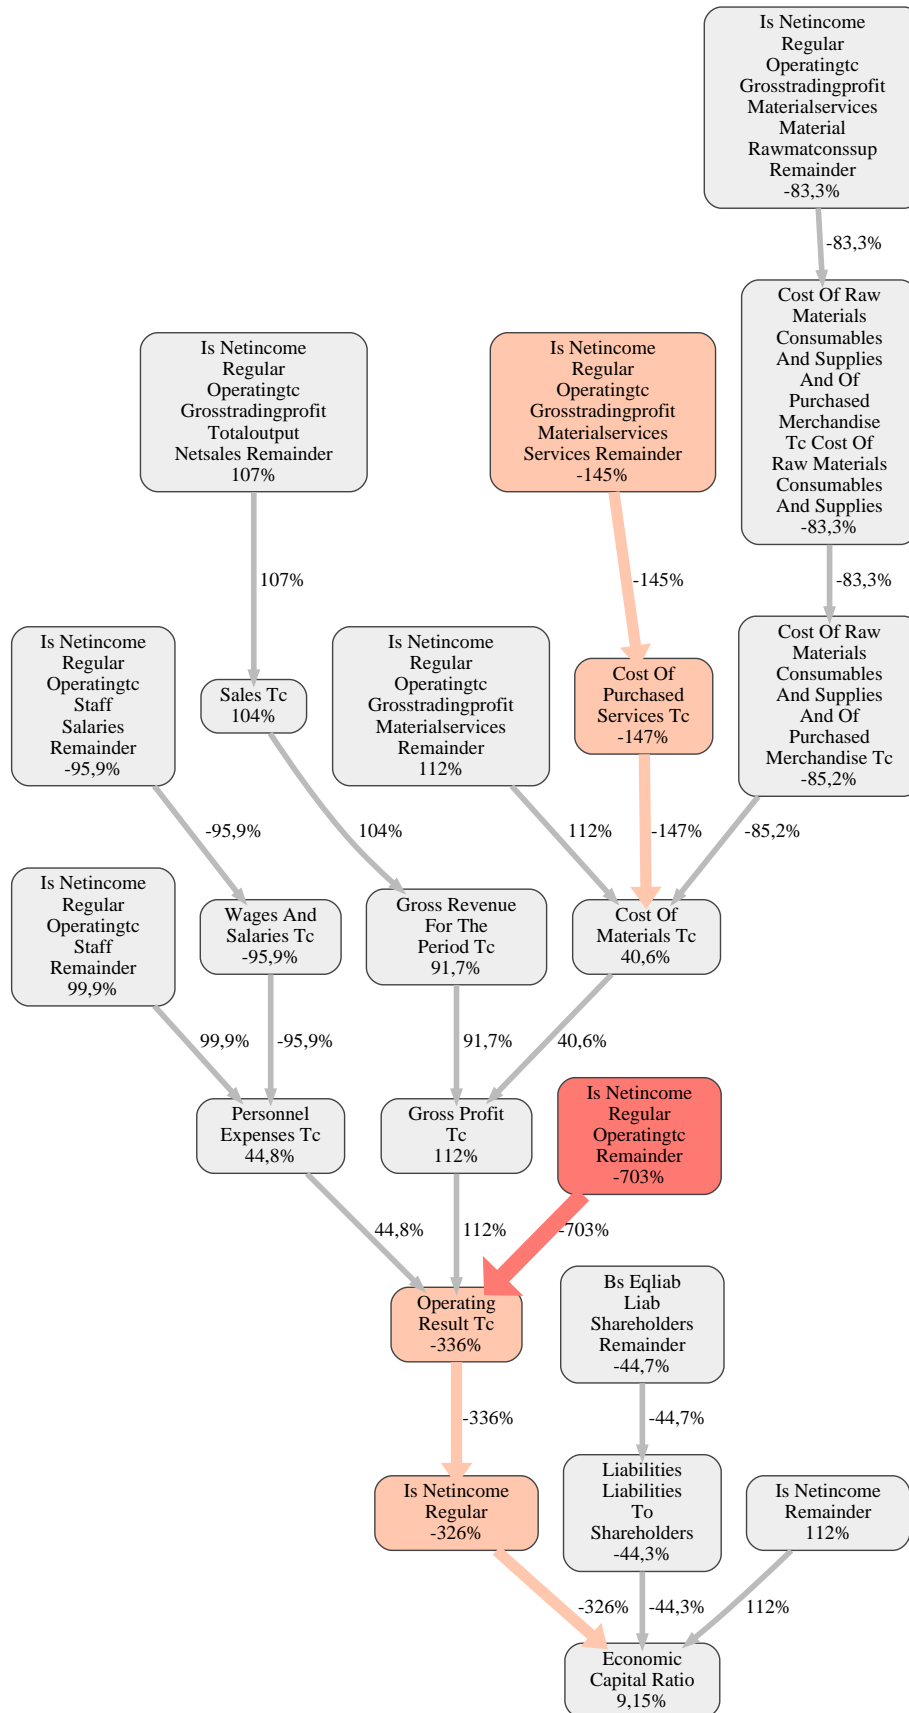 Is Netincome
Regular
Operatingtc
Grosstradingprofit
Materialservices
Material
Rawmatconssup
Remainder
-83,3%
-83,3%
Cost Of Raw
Materials
Consumables
And Supplies
And Of
Purchased
Merchandise
Tc Cost Of
Raw Materials
Consumables
And Supplies
-83,3%
Is Netincome
Regular
Operatingtc
Grosstradingprofit
Totaloutput
Netsales Remainder
107%
Is Netincome
Regular
Operatingtc
Grosstradingprofit
Materialservices
Services Remainder
-145%
107%
-145%
-83,3%
Is Netincome
Regular
Operatingtc
Staff
Salaries
Remainder
-95,9%
Sales Tc
104%
Is Netincome
Regular
Operatingtc
Grosstradingprofit
Materialservices
Remainder
112%
Cost Of
Purchased
Services Tc
-147%
Cost Of Raw
Materials
Consumables
And Supplies
And Of
Purchased
Merchandise Tc
-85,2%
-95,9%
104%
112%
-147%
-85,2%
Is Netincome
Regular
Operatingtc
Staff
Remainder
99,9%
Wages And
Salaries Tc
-95,9%
Gross Revenue
For The
Period Tc
91,7%
Cost Of
Materials Tc
40,6%
99,9%
-95,9%
91,7%
40,6%
Personnel
Expenses Tc
44,8%
Gross Profit
Tc
112%
Is Netincome
Regular
Operatingtc
Remainder
-703%
44,8%
112%
-703%
Operating
Result Tc
-336%
Bs Eqliab
Liab
Shareholders
Remainder
-44,7%
-336%
-44,7%
Is Netincome
Regular
-326%
Liabilities
Liabilities
To
Shareholders
-44,3%
Is Netincome
Remainder
112%
-326%
-44,3%
112%
Economic
Capital Ratio
9,15%